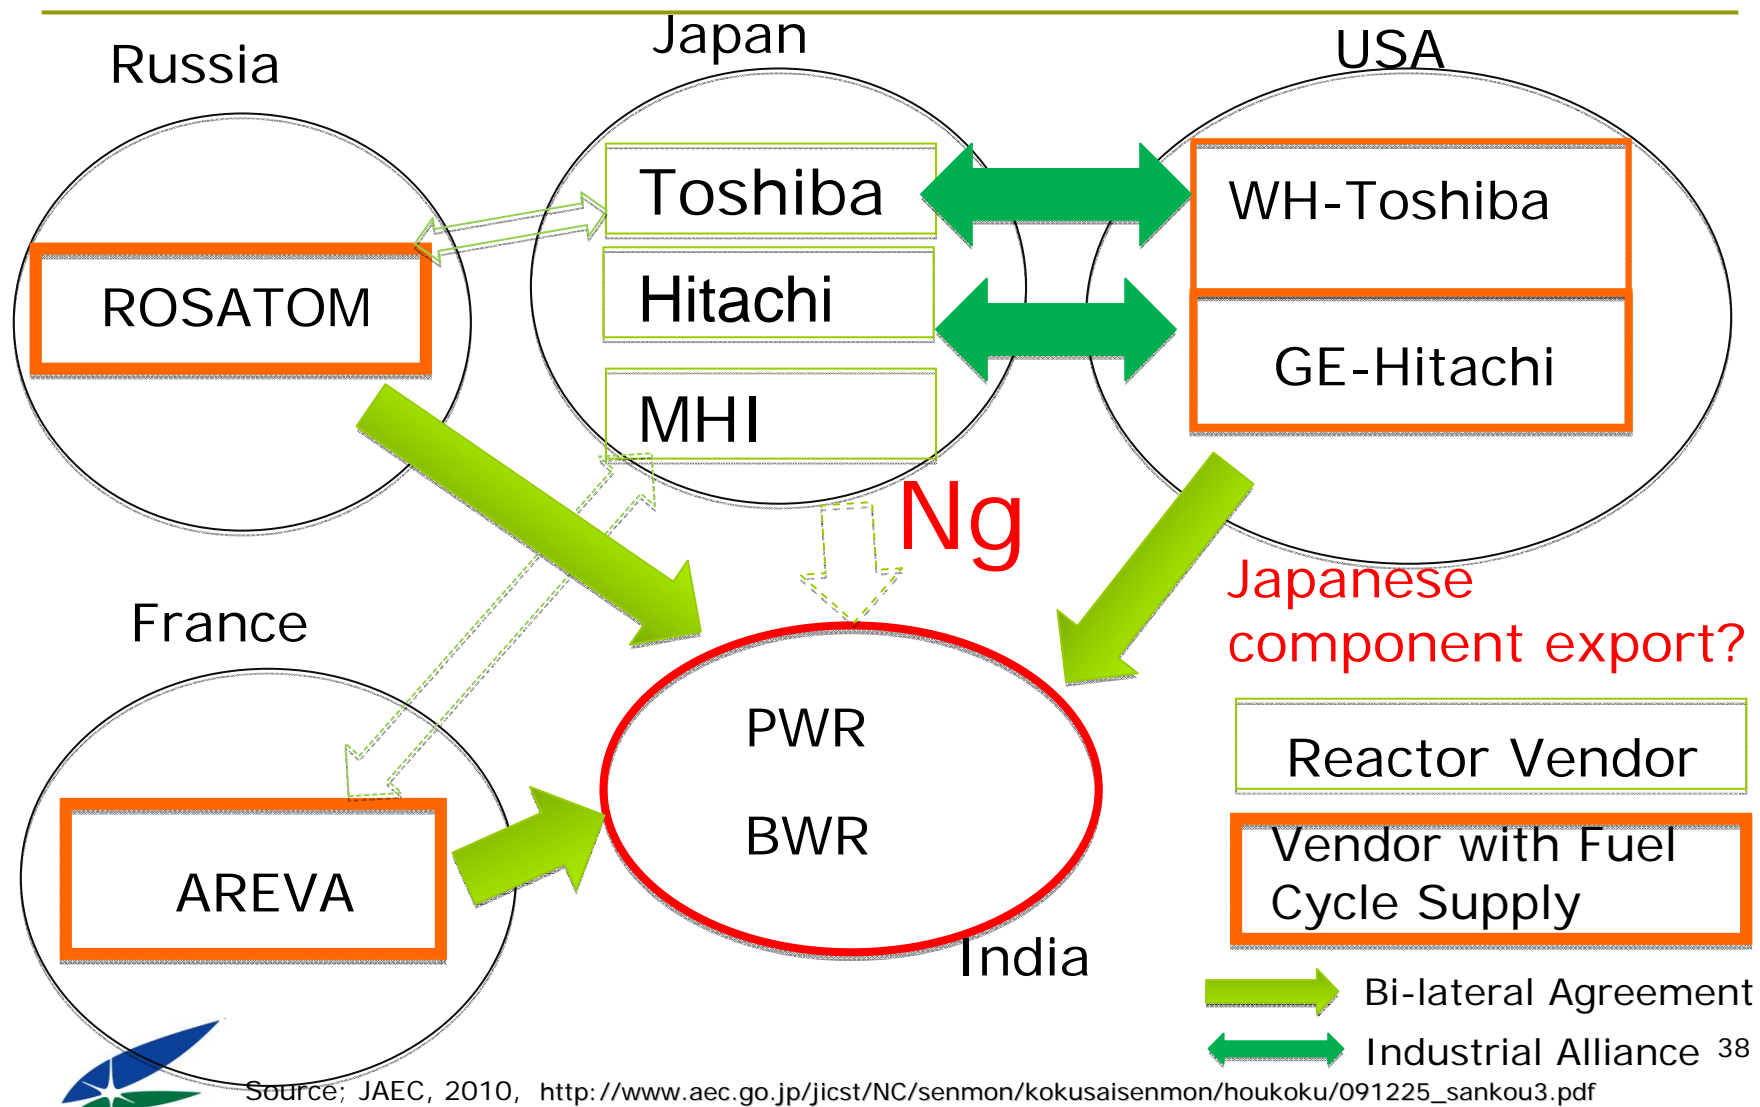 Russia
Japan
USA
Toshiba
WH-Toshiba
ROSATOM
Hitachi
GE-Hitachi
MHI
Ng
Japanese
component export?
France
PWR
BWR
AREVA
India
Reactor Vendor
Vendor with Fuel
Cycle Supply
Bi-lateral Agreement
Industrial Alliance
38
Source; JAEC, 2010, http://www.aec.go.jp/jicst/NC/senmon/kokusaisenmon/houkoku/091225_sankou3.pdf